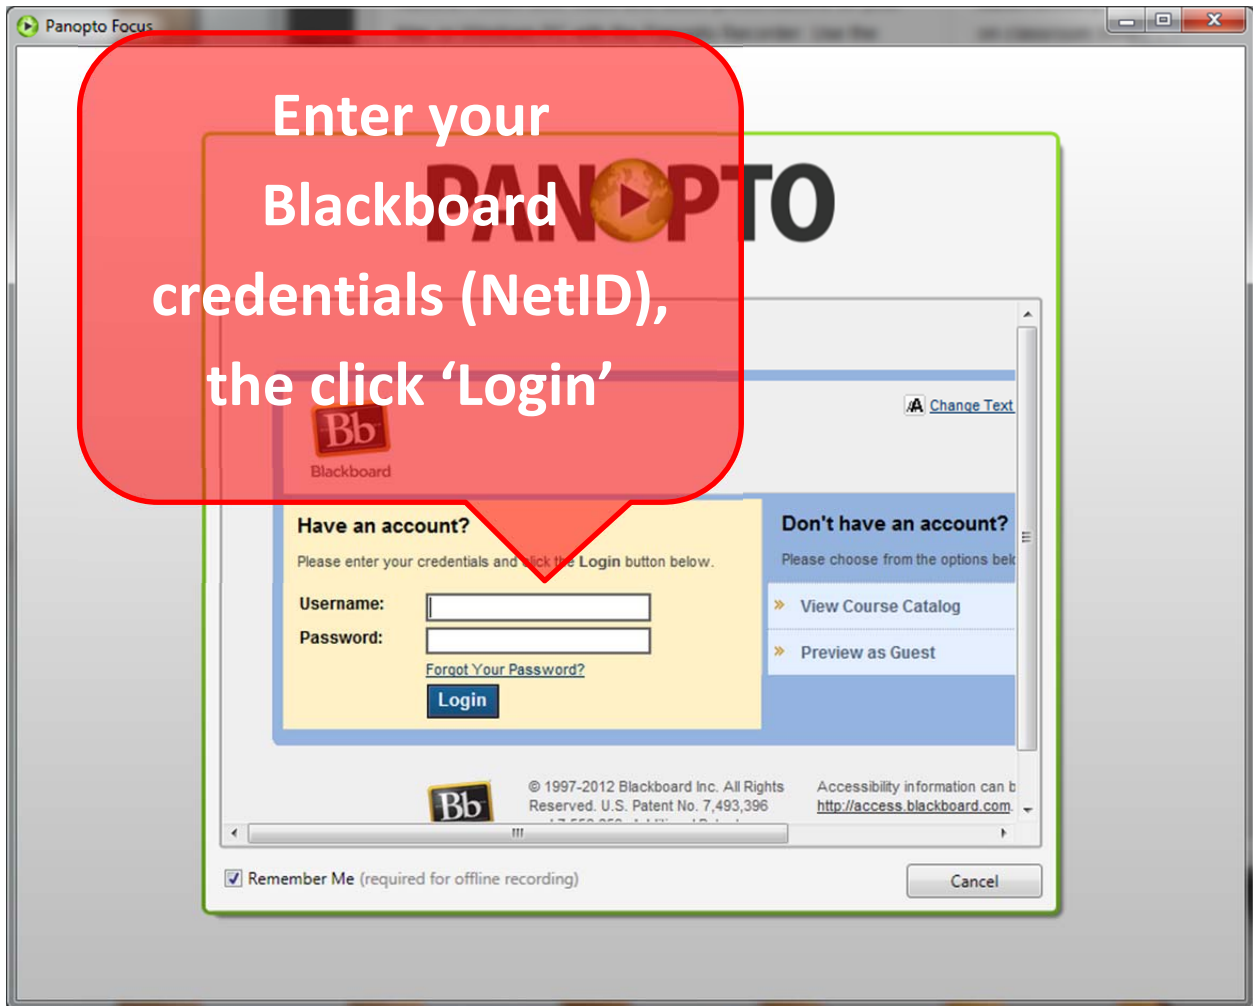 Panopto Focus
Enter your
Blackboard
credentials (NetID),
the click ‘Login’
PANOPTO
Change Text
Bb
Blackboard
Have an account?
Please enter your credentials and click the Login button below.
Username:
Password:
Forgot Your Password?
Login
Don't have an account?
Please choose from the options
View Course Catalog
Preview as Guest
Bb
© 1997-2012 Blackboard Inc. All Rights
Reserved. U.S. Patent No. 7,493,396
Accessibility information can
http://access.blackboard.com.
Remember Me (required for offline recording)
Cancel